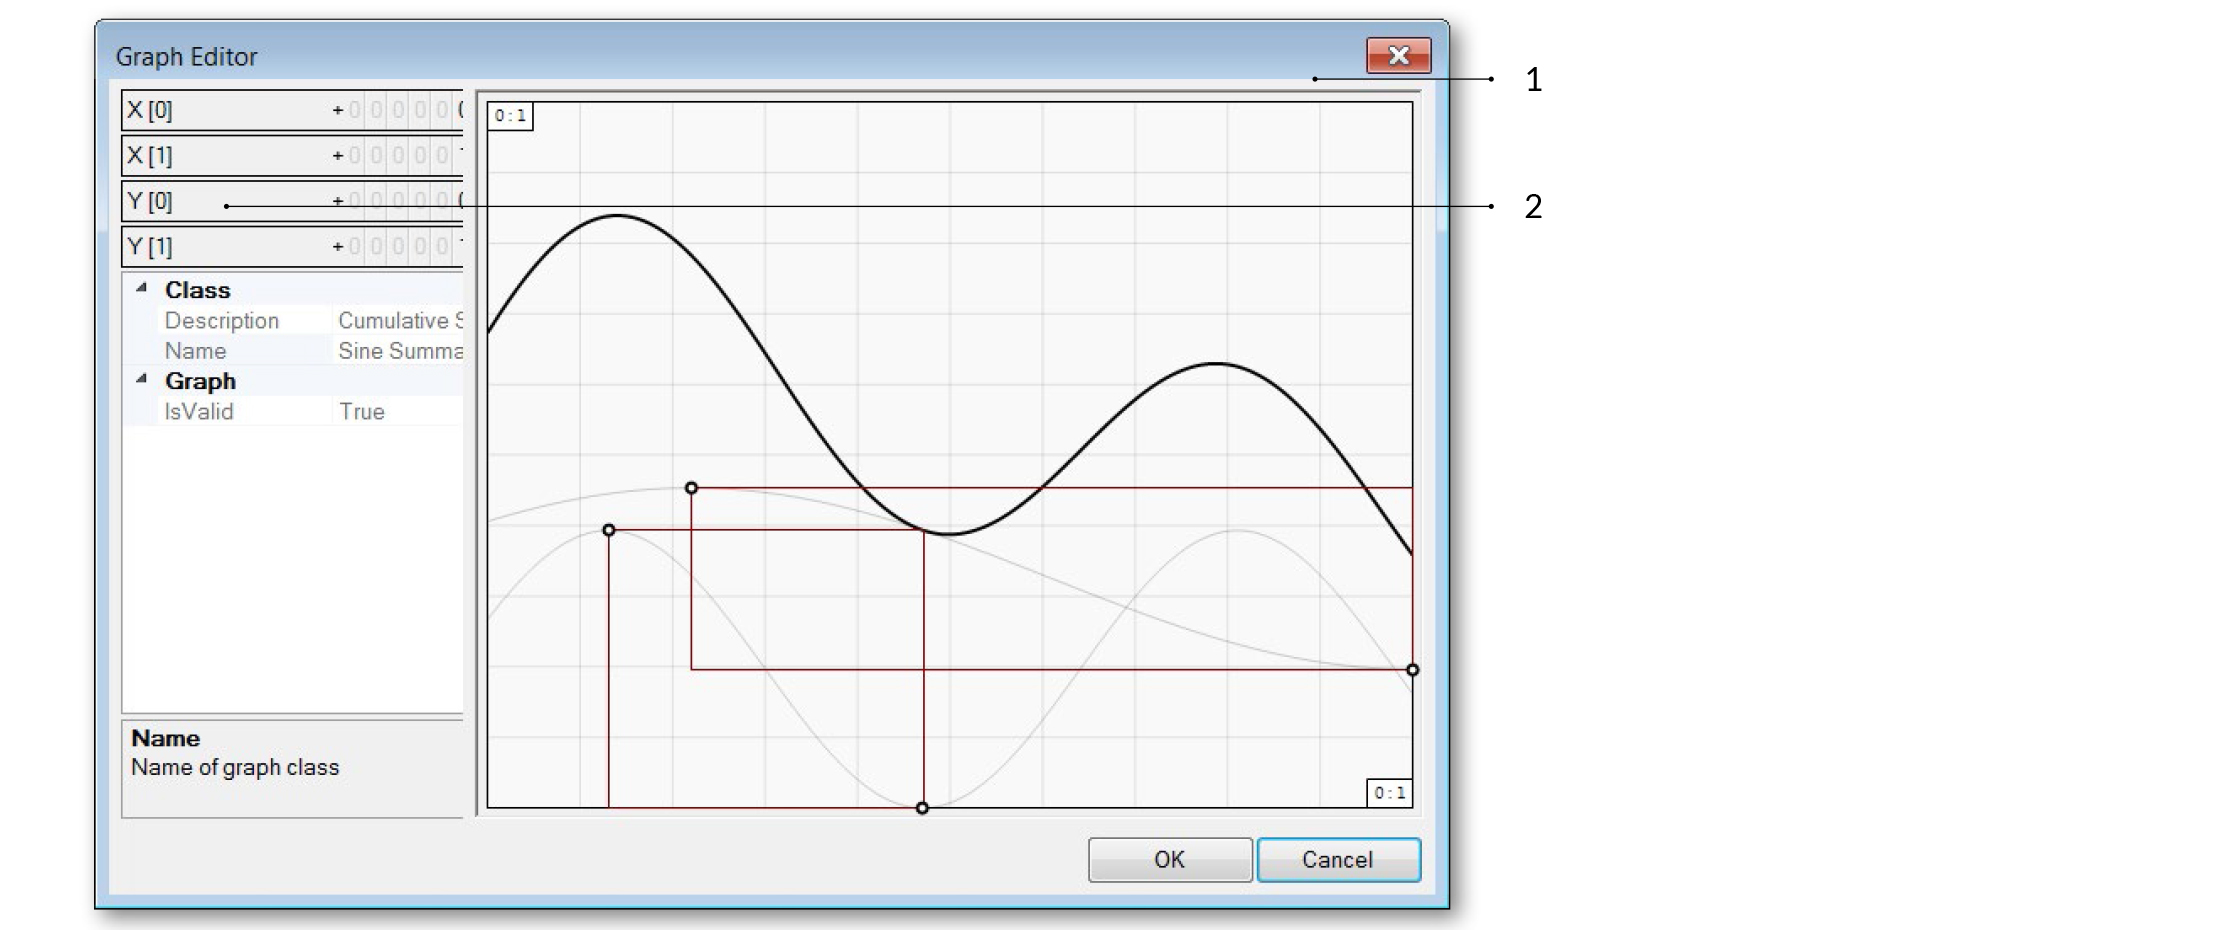 Graph Editor
1
X [0] + 0 0 0 0 0
0:1
X [1] + 0 0 0 0 0
Y [0] + 0 0 0 0 0
2
Y [1] + 0 0 0 0 0
Class
Description Cumulative
Name Sine
Graph
IsValid True
Name
Name of graph class
0:1
OK Cancel